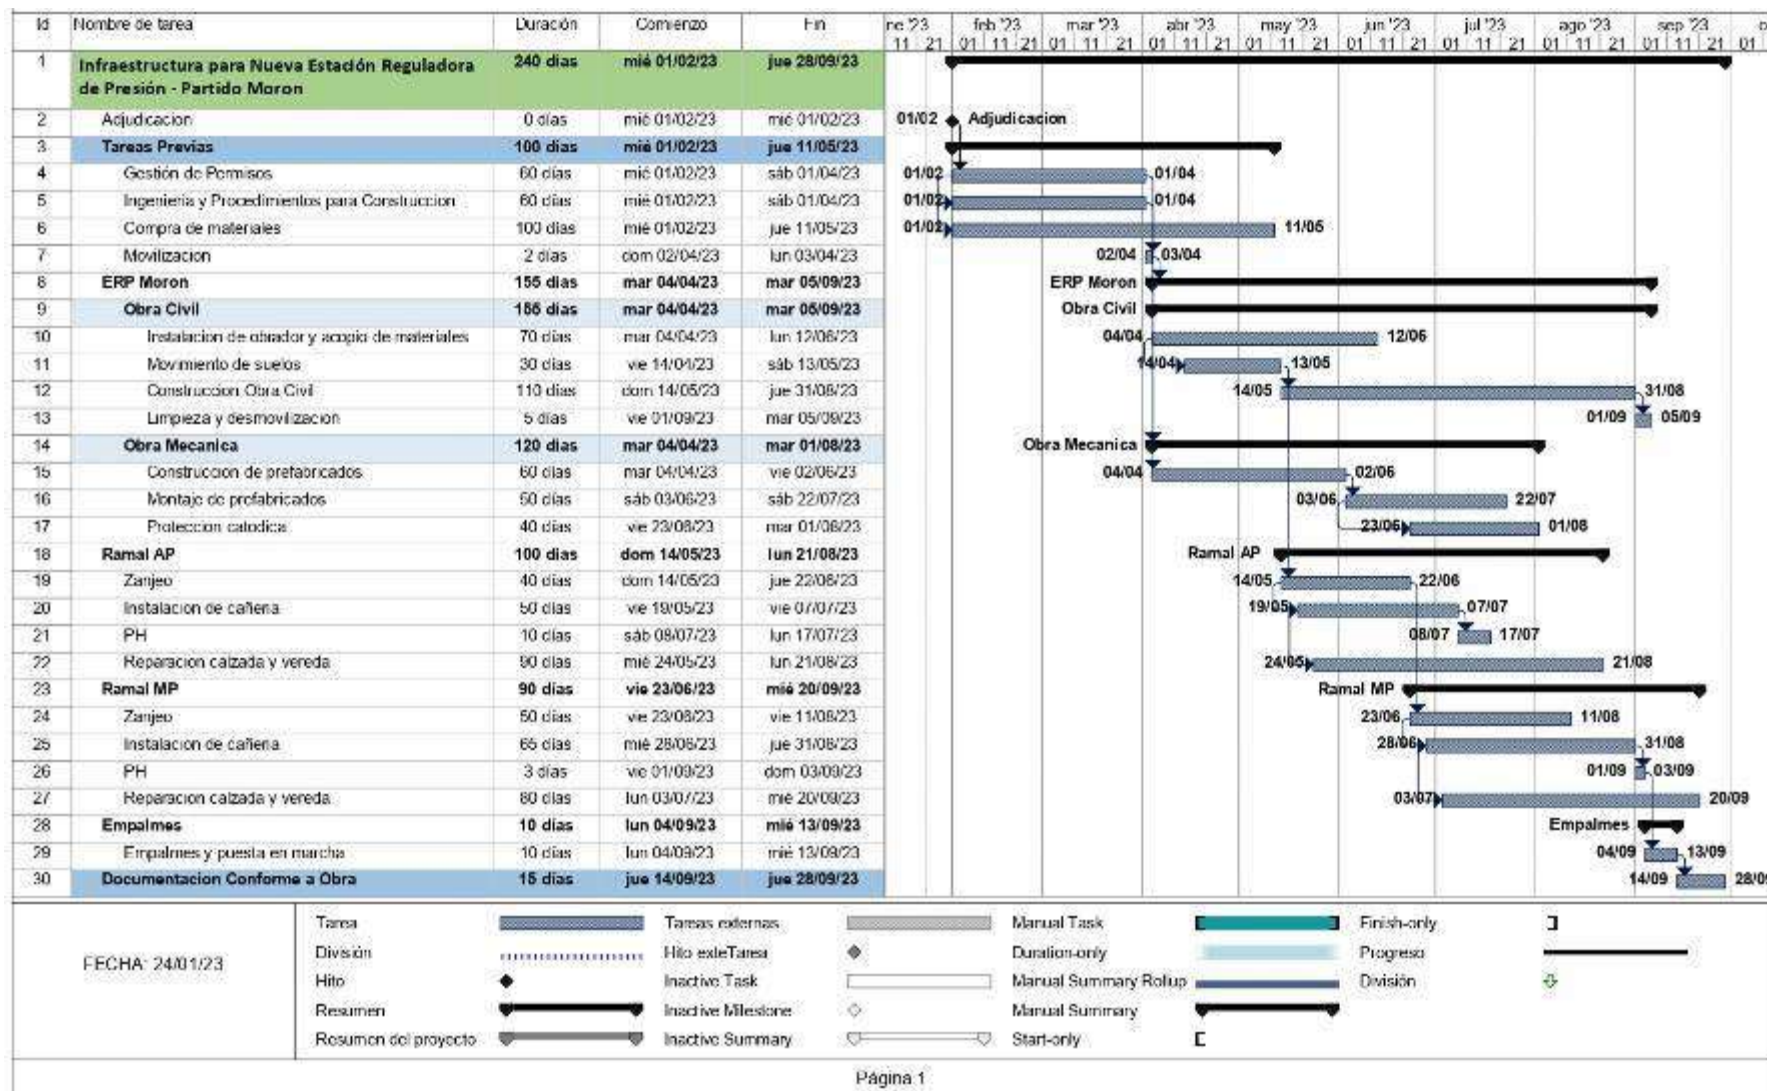 Id Nombre de tarea Duración Comienzo Fin ne '23 feb '23 mar '23 abr '23 may '23 jun '23 jul '23 ago '23 sep '23
11 21 01 11 21 01 11 21 01 11 21 01 11 21 01 11 21 01 11 21 01 11 21 01 11 21 01
1 Infraestructura para Nueva Estación Reguladora 240 días mié 01/02/23 jue 28/09/23
de Presión - Partido Moron
2 Adjudicacion 0 días mié 01/02/23 mié 01/02/23 01/02 Adjudicacion
3 Tareas Previas 100 días mié 01/02/23 jue 11/05/23
4 Gestión de Permisos 60 días mié 01/02/23 sáb 01/04/23 01/02 01/04
5 Ingenieria y Procedimientos para Construccion 60 días mié 01/02/23 sáb 01/04/23 01/02 01/04
6 Compra de materiales 100 días mié 01/02/23 jue 11/05/23 01/02 11/05
7 Movilizacion 2 días dom 02/04/23 lun 03/04/23 02/04 03/04
8 ERP Moron 155 días mar 04/04/23 mar 05/09/23 ERP Moron
9 Obra Civil 155 días mar 04/04/23 mar 05/09/23 Obra Civil
10 Instalacion de obrador y acopio de materiales 70 días mar 04/04/23 lun 12/06/23 04/04 12/06
11 Movimiento de suelos 30 días vie 14/04/23 sáb 13/05/23 14/04 13/05
12 Construccion Obra Civil 110 días dom 14/05/23 jue 31/08/23 14/05 31/08
13 Limpieza y desmovilizacion 5 días vie 01/09/23 mar 05/09/23 01/09 05/09
14 Obra Mecanica 120 días mar 04/04/23 mar 01/08/23 Obra Mecanica
15 Construccion de prefabricados 60 días mar 04/04/23 vie 02/06/23 04/04 02/06
16 Montaje de prefabricados 50 días sáb 03/06/23 sáb 22/07/23 03/06 22/07
17 Proteccion catodica 40 días vie 23/06/23 mar 01/08/23 23/06 01/08
18 Ramal AP 100 días dom 14/05/23 lun 21/08/23 Ramal AP
19 Zanjeo 40 días dom 14/05/23 jue 22/06/23 14/05 22/06
20 Instalacion de cañeria 50 días vie 19/05/23 vie 07/07/23 19/05 07/07
21 PH 10 días sáb 08/07/23 lun 17/07/23 08/07 17/07
22 Reparacion calzada y vereda 90 días mié 24/05/23 lun 21/08/23 24/05 21/08
23 Ramal MP 90 días vie 23/06/23 mié 20/09/23 Ramal MP
24 Zanjeo 50 días vie 23/06/23 vie 11/08/23 23/06 11/08
25 Instalacion de cañeria 65 días mié 28/06/23 jue 31/08/23 28/06 31/08
26 PH 3 días vie 01/09/23 dom 03/09/23 01/09 03/09
27 Reparacion calzada y vereda 80 días lun 03/07/23 mié 20/09/23 03/07 20/09
28 Empalmes 10 días lun 04/09/23 mié 13/09/23 Empalmes
29 Empalmes y puesta en marcha 10 días lun 04/09/23 mié 13/09/23 04/09 13/09
30 Documentacion Conforme a Obra 15 días jue 14/09/23 jue 28/09/23 14/09 28/09
FECHA: 24/01/23
Tarea Tareas externas Manual Task Finish-only
División Hito exteTarea Duration-only Progreso
Hito Inactive Task Manual Summary Rollup División
Resumen Inactive Milestone Manual Summary
Resumen del proyecto Inactive Summary Start-only
Página 1